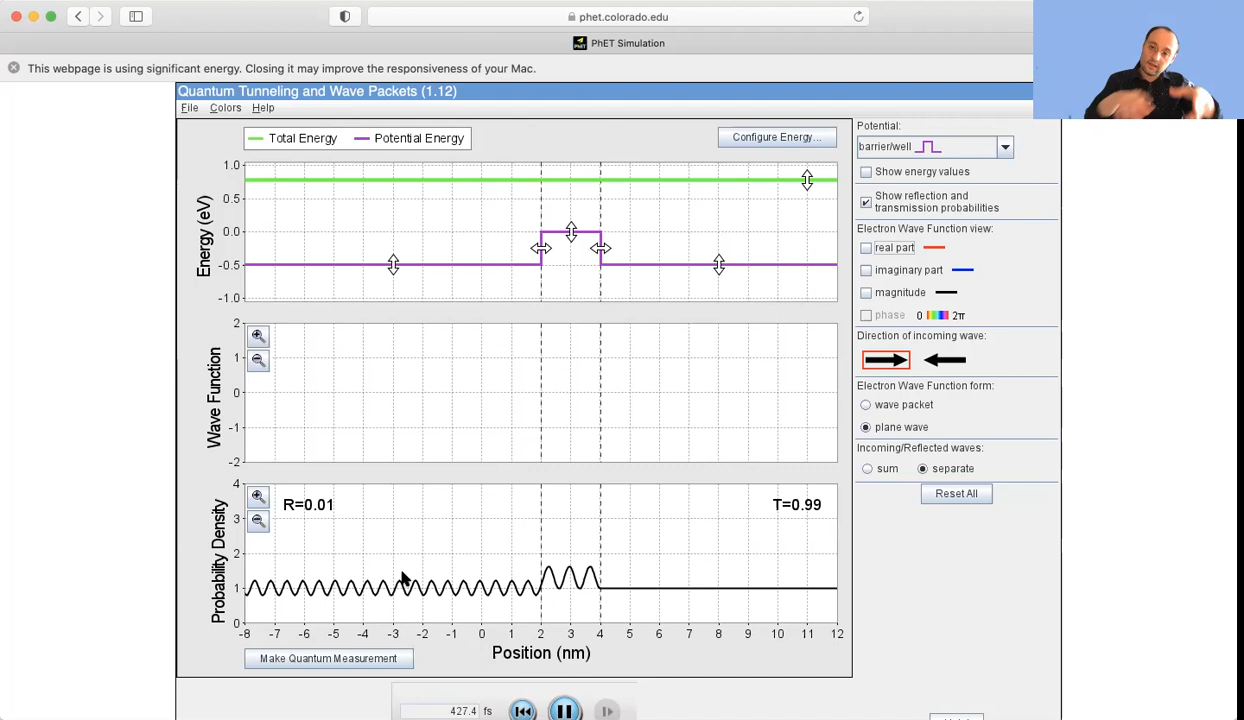 phet.colorado.edu
PhET Simulation
This webpage is using significant energy. Closing it may improve the responsiveness of your Mac.
Quantum Tunneling and Wave Packets (1.12)
File Colors Help
Total Energy Potential Energy
Configure Energy...
Energy (eV)
1.0
0.5
0.0
-0.5
-1.0
Wave Function
2
1
0
-1
-2
Probability Density
4
3
2
1
0
R=0.01
T=0.99
-8 -7 -6 -5 -4 -3 -2 -1 0 1 2 3 4 5 6 7 8 9 10 11 12
Position (nm)
Make Quantum Measurement
427.4 fs
Potential:
barrier/well
Show energy values
Show reflection and
transmission probabilities
Electron Wave Function view:
real part
imaginary part
magnitude
phase 0 2π
Direction of incoming wave:
Electron Wave Function form:
wave packet
plane wave
Incoming/Reflected waves:
sum separate
Reset All